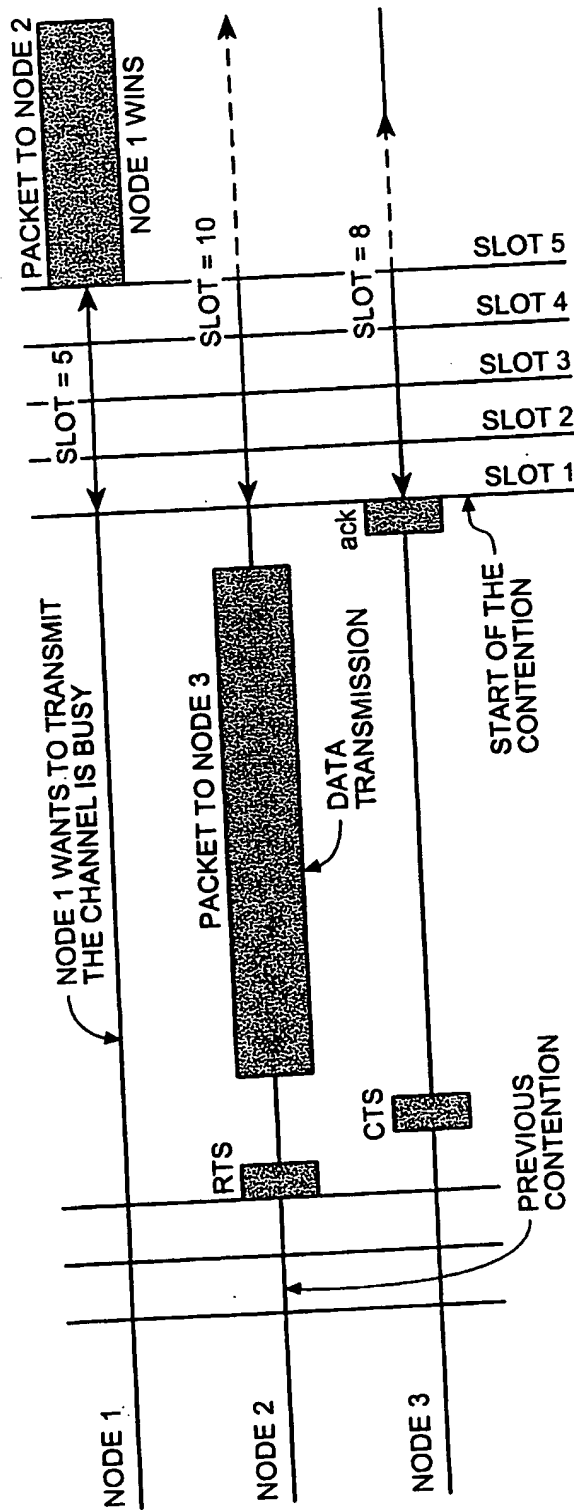 NODE 1
NODE 1 WANTS TO TRANSMIT
THE CHANNEL IS BUSY
SLOT = 5
PACKET TO NODE 2
NODE 1 WINS
NODE 2
RTS
PACKET TO NODE 3
SLOT = 10
DATA
TRANSMISSION
NODE 3
CTS
ack
SLOT = 8
PREVIOUS
CONTENTION
START OF THE
CONTENTION
SLOT 1
SLOT 2
SLOT 3
SLOT 4
SLOT 5